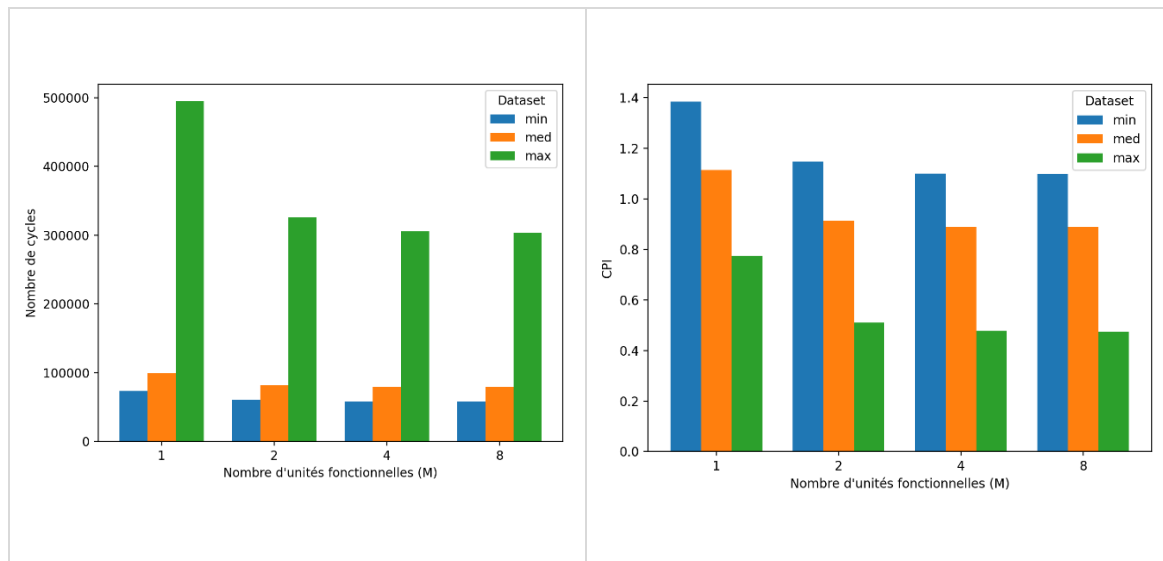 500000
400000
300000
200000
100000
0
Nombre de cycles
Dataset
min
med
max
1 2 4 8
Nombre d'unités fonctionnelles (M)
1.4
1.2
1.0
0.8
0.6
0.4
0.2
0.0
CPI
Dataset
min
med
max
1 2 4 8
Nombre d'unités fonctionnelles (M)